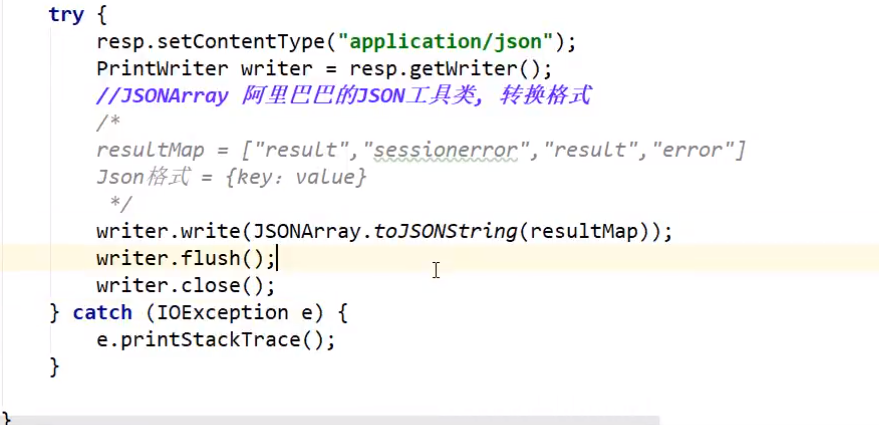 try {
resp.setContentType("application/json");
PrintWriter writer = resp.getWriter();
//JSONArray 阿里巴巴的JSON工具类, 转换格式
/*
resultMap = ["result","sessionerror","result","error"]
Json格式 = {key: value}
*/
writer.write(JSONArray.toJSONString(resultMap));
writer.flush();
writer.close();
} catch (IOException e) {
e.printStackTrace();
}
}